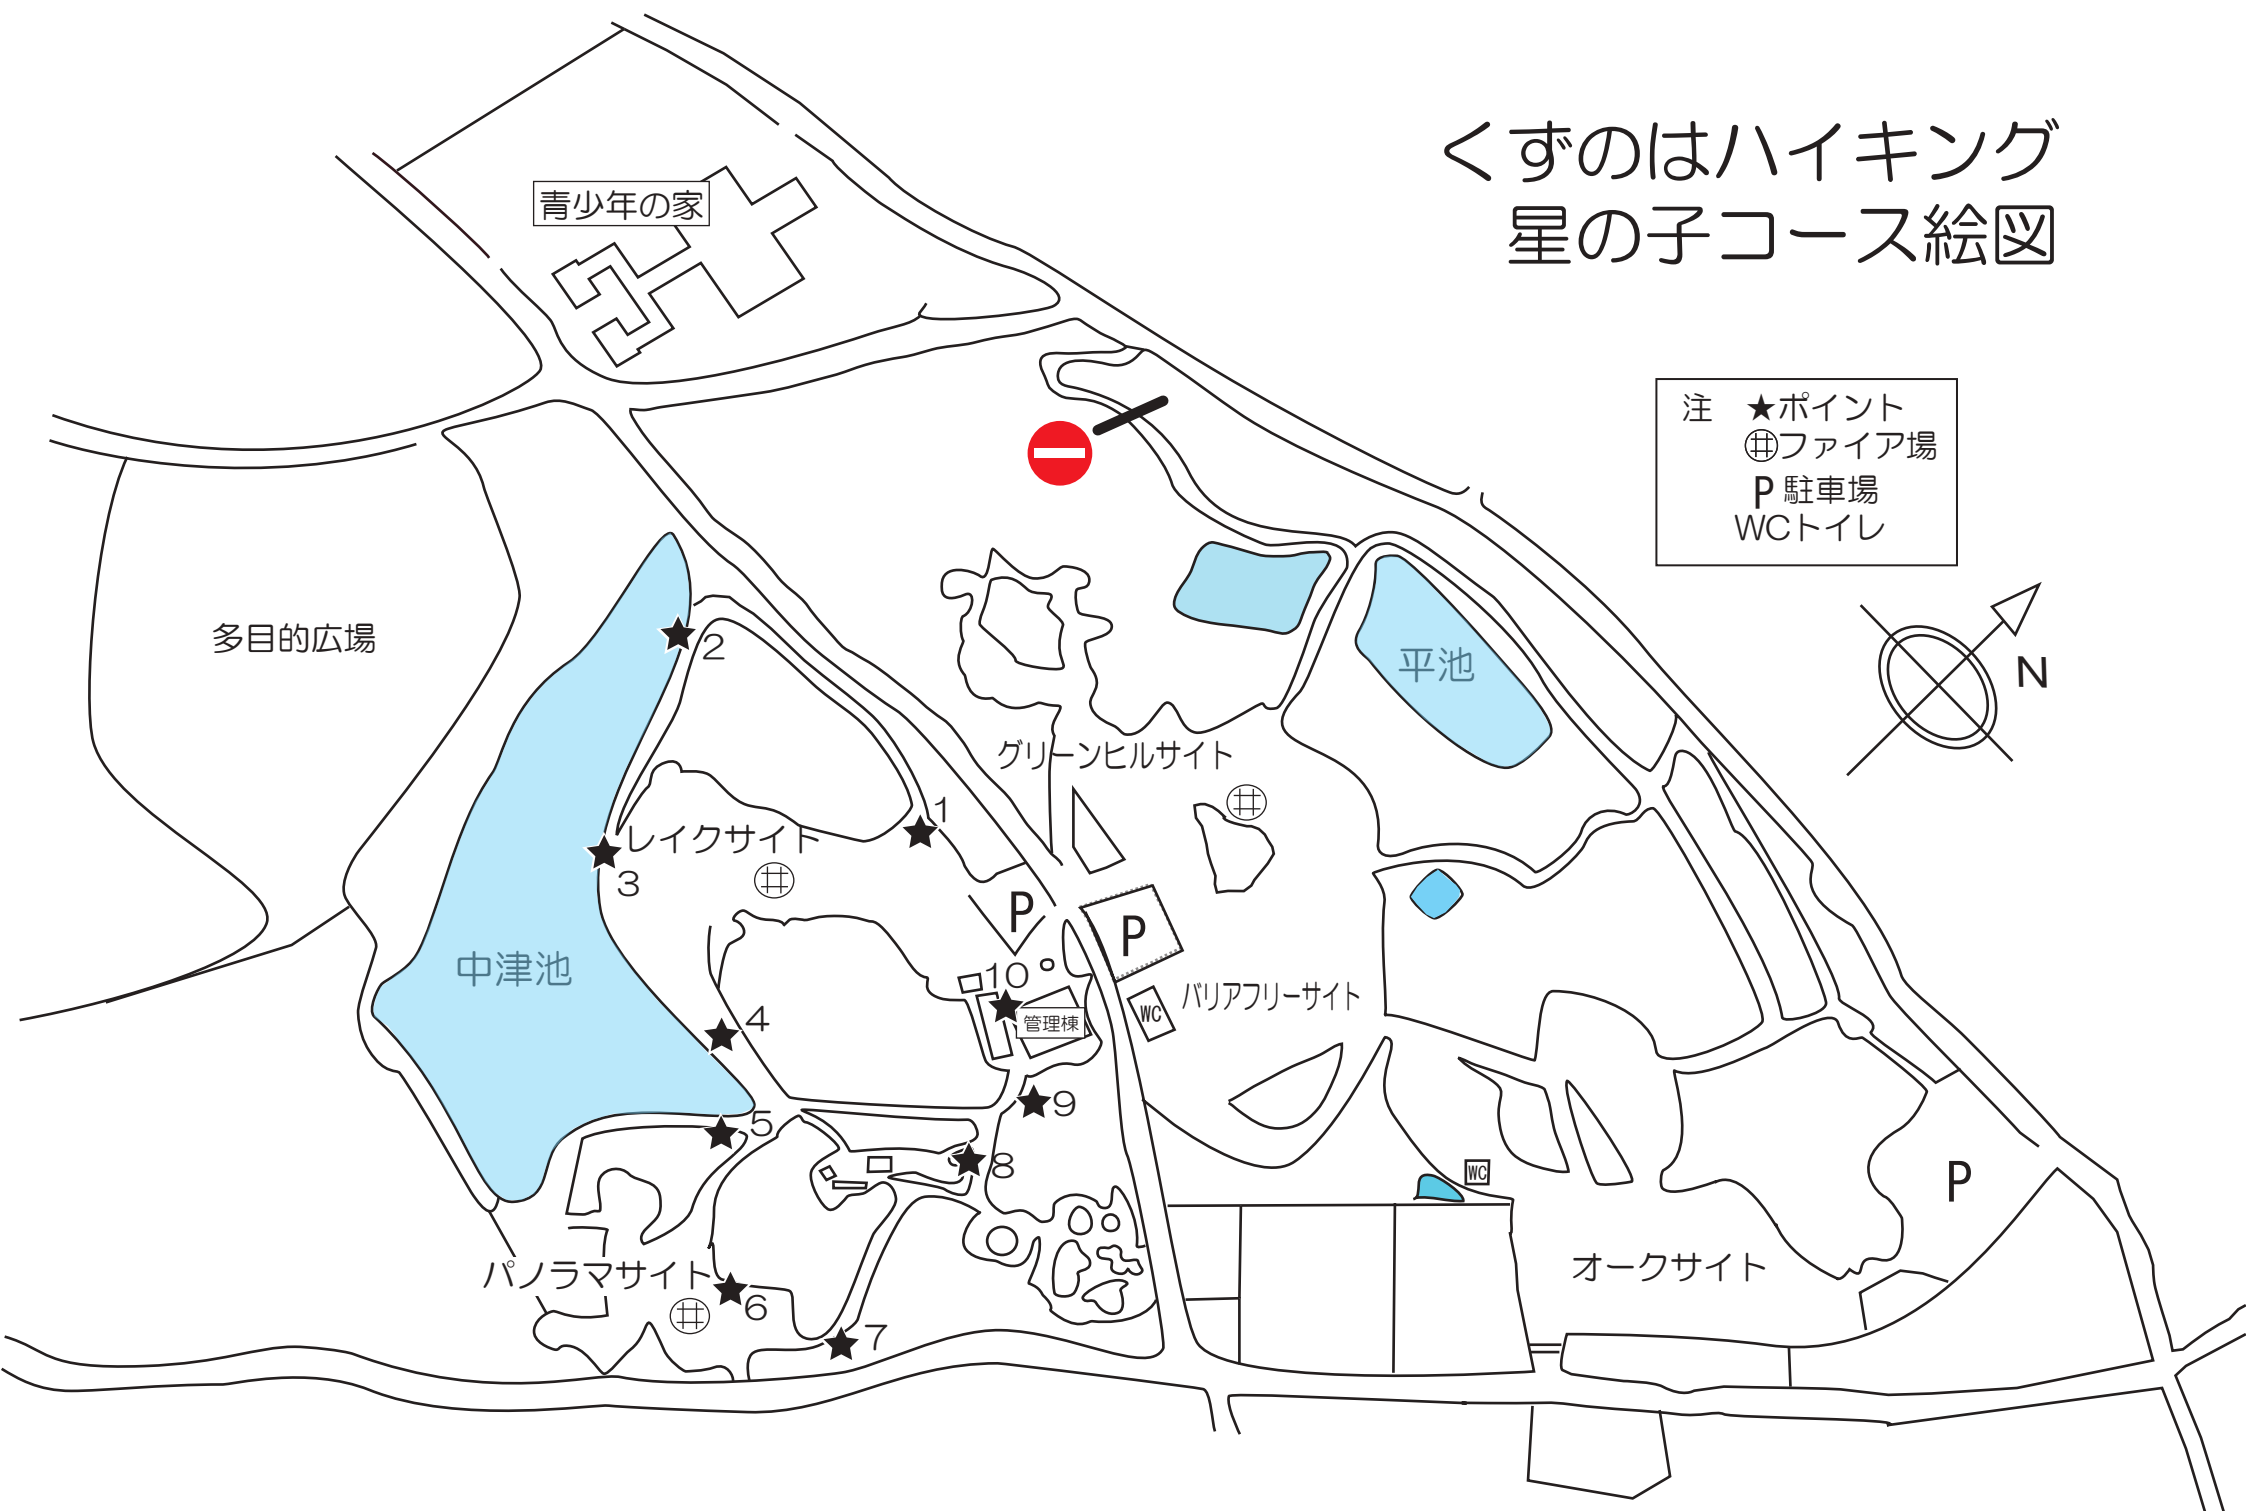 くずのはハイキング
星の子コース絵図
青少年の家
注 ★ポイント
ファイア場
P 駐車場
WCトイレ
N
多目的広場
2
平池
グリーンヒルサイト
1
レイクサイト
3
P
P
中津池
10
バリアフリーサイト
WC
管理棟
4
9
5
8
WC
P
オークサイト
パノラマサイト
6
7